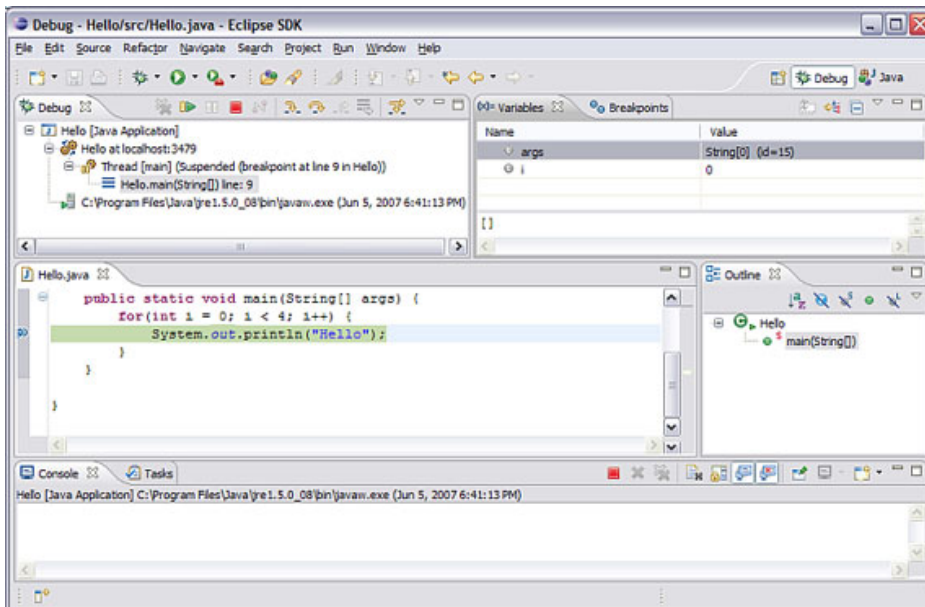 Debug - Hello/src/Hello.java - Eclipse SDK
File Edit Source Refactor Navigate Search Project Run Window Help
Debug Java
Debug
Hello [Java Application]
Hello at localhost:3479
Thread [main] (Suspended (breakpoint at line 9 in Hello))
Hello.main(String[]) line: 9
C:\Program Files\Java\jre1.5.0_08\bin\javaw.exe (Jun 5, 2007 6:41:13 PM)
(x)= Variables Breakpoints
Name Value
args String[0] (id=15)
i 0
[]
Hello.java
public static void main(String[] args) {
for(int i = 0; i < 4; i++) {
System.out.println("Hello");
}
}
}
Outline
Hello
main(String[])
Console Tasks
Hello [Java Application] C:\Program Files\Java\jre1.5.0_08\bin\javaw.exe (Jun 5, 2007 6:41:13 PM)